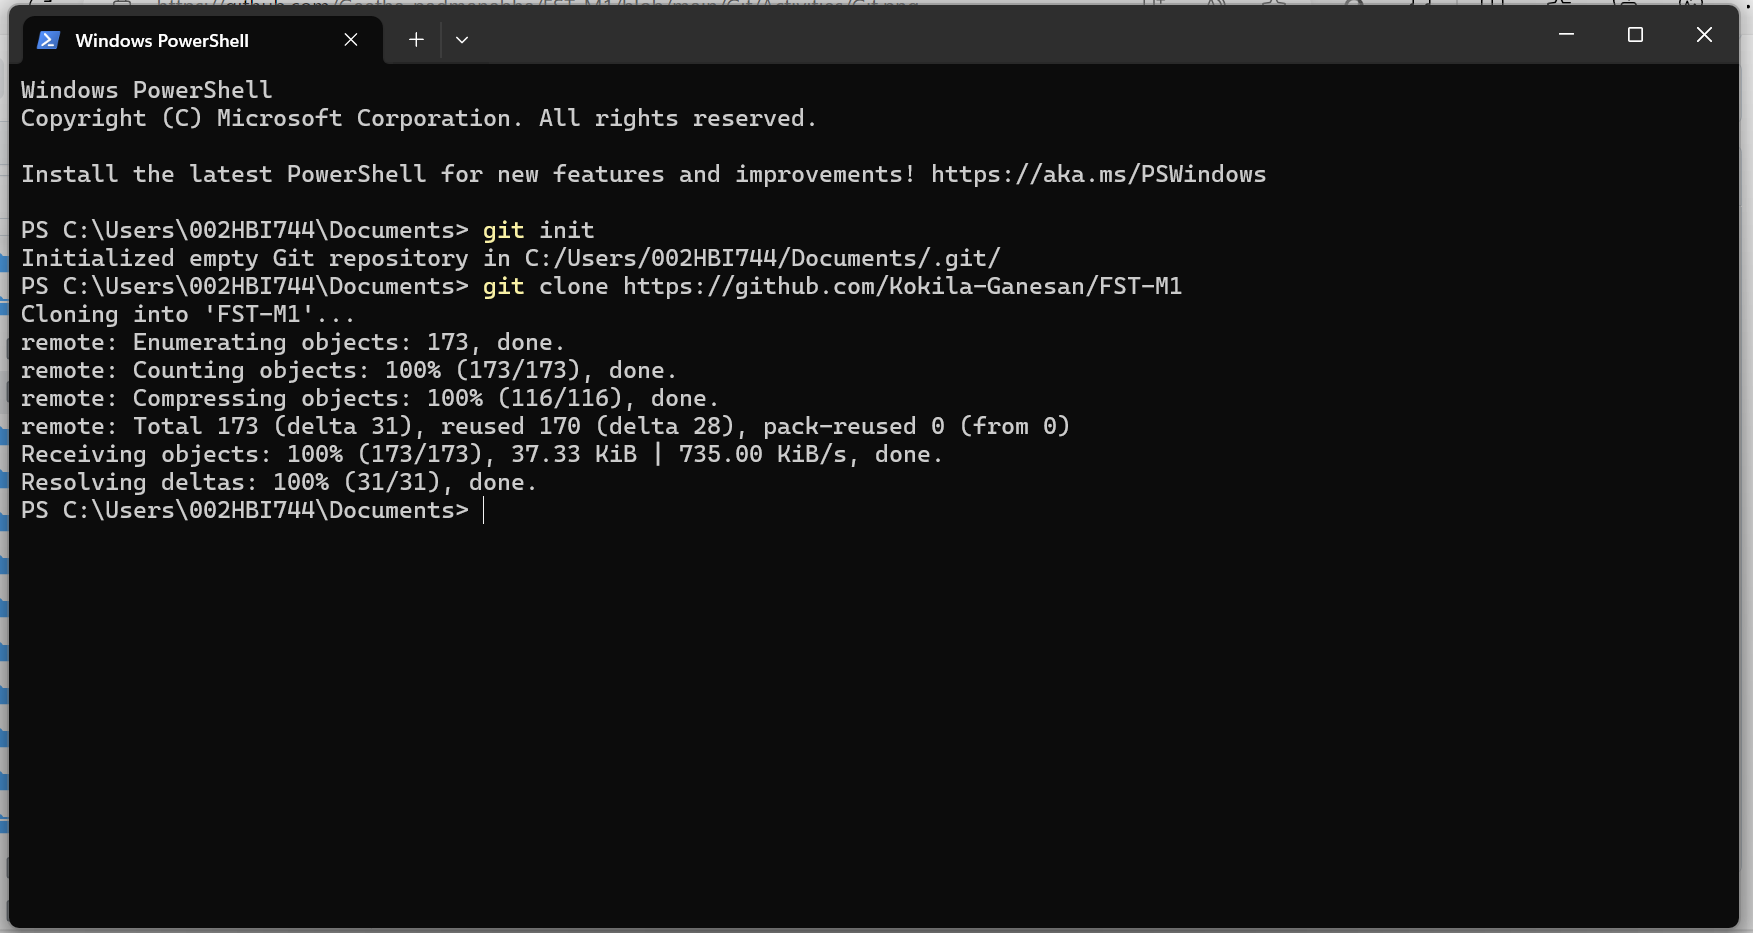 Windows PowerShell
Windows PowerShell
Copyright (C) Microsoft Corporation. All rights reserved.
Install the latest PowerShell for new features and improvements! https://aka.ms/PSWindows
PS C:\Users\002HBI744\Documents> git init
Initialized empty Git repository in C:/Users/002HBI744/Documents/.git/
PS C:\Users\002HBI744\Documents> git clone https://github.com/Kokila-Ganesan/FST-M1
Cloning into 'FST-M1'...
remote: Enumerating objects: 173, done.
remote: Counting objects: 100% (173/173), done.
remote: Compressing objects: 100% (116/116), done.
remote: Total 173 (delta 31), reused 170 (delta 28), pack-reused 0 (from 0)
Receiving objects: 100% (173/173), 37.33 KiB | 735.00 KiB/s, done.
Resolving deltas: 100% (31/31), done.
PS C:\Users\002HBI744\Documents>